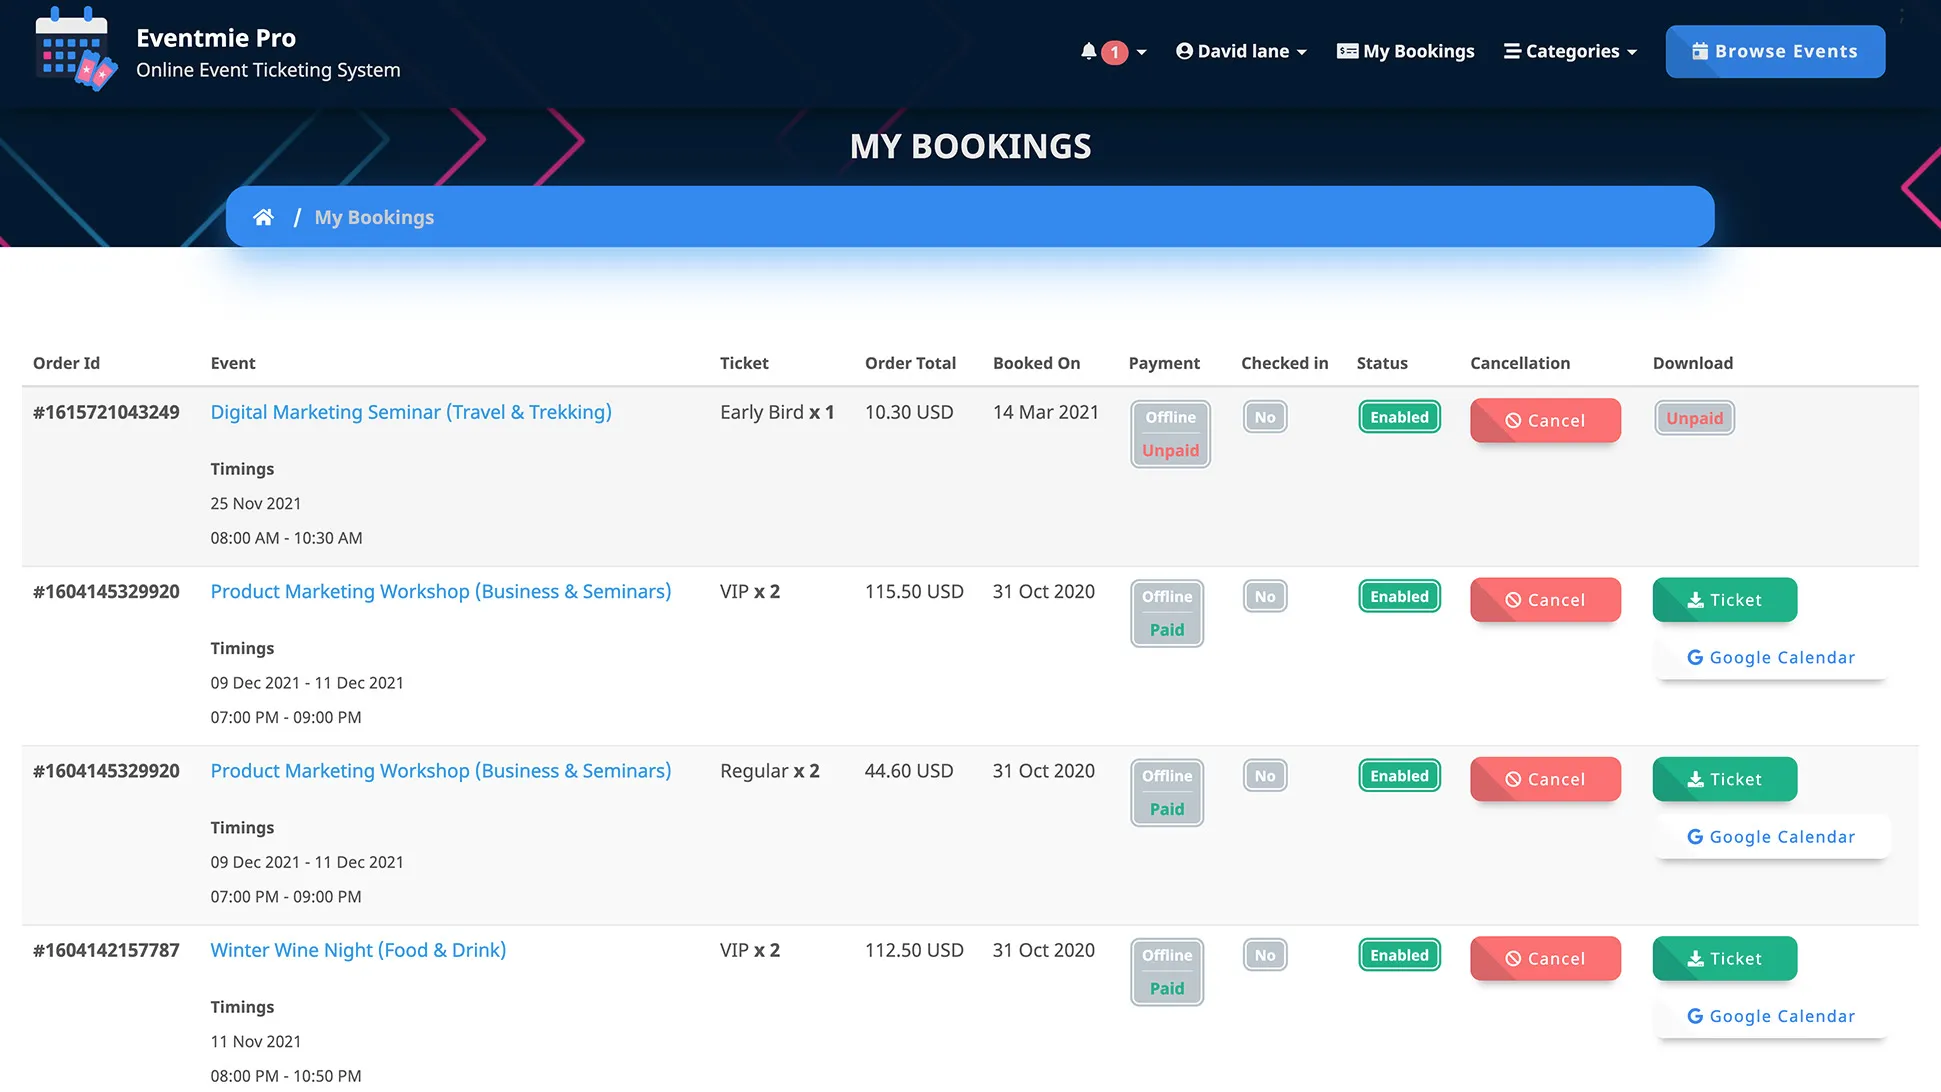 Eventmie Pro
Online Event Ticketing System
1
David lane
My Bookings
Categories
Browse Events
MY BOOKINGS
/ My Bookings
Order Id Event Ticket Order Total Booked On Payment Checked in Status Cancellation Download
#1615721043249 Digital Marketing Seminar (Travel & Trekking) Early Bird x 1 10.30 USD 14 Mar 2021 Offline No Enabled Cancel Unpaid
Unpaid
Timings
25 Nov 2021
08:00 AM - 10:30 AM
#1604145329920 Product Marketing Workshop (Business & Seminars) VIP x 2 115.50 USD 31 Oct 2020 Offline No Enabled Cancel Ticket
Paid
Google Calendar
Timings
09 Dec 2021 - 11 Dec 2021
07:00 PM - 09:00 PM
#1604145329920 Product Marketing Workshop (Business & Seminars) Regular x 2 44.60 USD 31 Oct 2020 Offline No Enabled Cancel Ticket
Paid
Google Calendar
Timings
09 Dec 2021 - 11 Dec 2021
07:00 PM - 09:00 PM
#1604142157787 Winter Wine Night (Food & Drink) VIP x 2 112.50 USD 31 Oct 2020 Offline No Enabled Cancel Ticket
Paid
Google Calendar
Timings
11 Nov 2021
08:00 PM - 10:50 PM